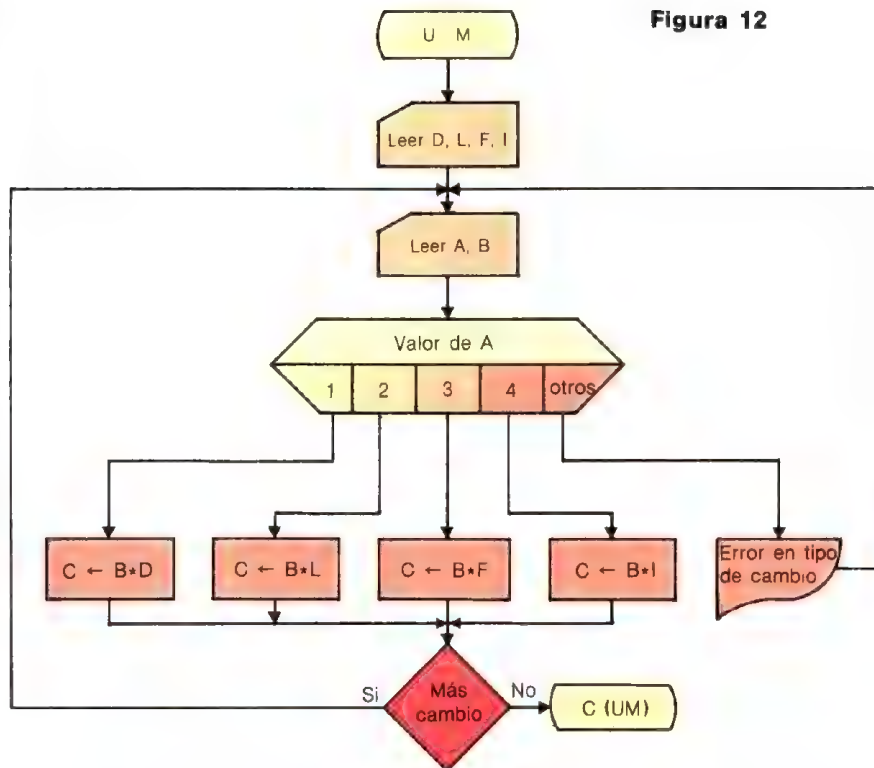 Figura 12
U M
Leer D, L, F, I
Leer A, B
Valor de A
1 2 3 4 otros
C ← B*D
C ← B*L
C ← B*F
C ← B*I
Error en tipo
de cambio
Si
Más
cambio
No
C (UM)